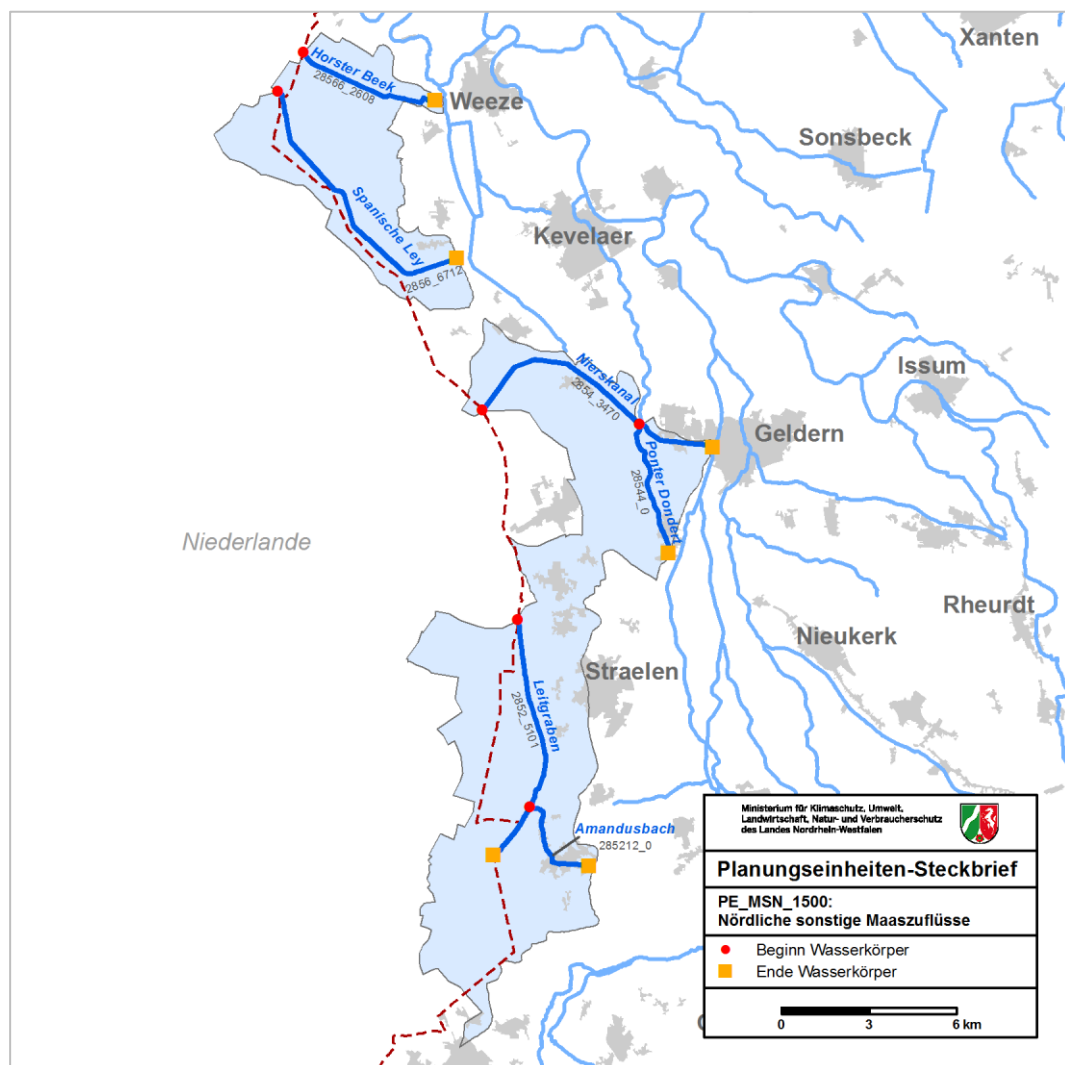 Xanten
Horster Beek
28566_2608
Weeze
Sonsbeck
Spanische Ley
2856_6712
Kevelaer
Nierskanal
2854_3470
Issum
Geldern
Ponter Dondert
28544_0
Niederlande
Rheurdt
Nieukerk
Straelen
Leitgraben
2852_5101
Amandusbach
285212_0
Ministerium für Klimaschutz, Umwelt,
Landwirtschaft, Natur- und Verbraucherschutz
des Landes Nordrhein-Westfalen
Planungseinheiten-Steckbrief
PE_MSN_1500:
Nördliche sonstige Maaszuflüsse
Beginn Wasserkörper
Ende Wasserkörper
0 3 6 km